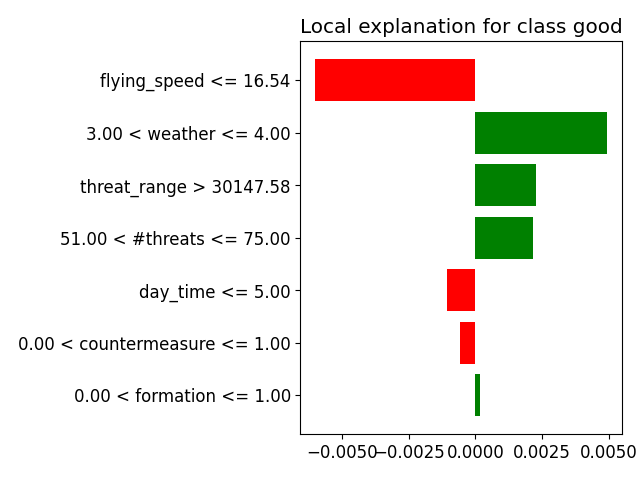 Local explanation for class good
flying_speed <= 16.54
3.00 < weather <= 4.00
threat_range > 30147.58
51.00 < #threats <= 75.00
day_time <= 5.00
0.00 < countermeasure <= 1.00
0.00 < formation <= 1.00
−0.0050 −0.0025 0.0000 0.0025 0.0050